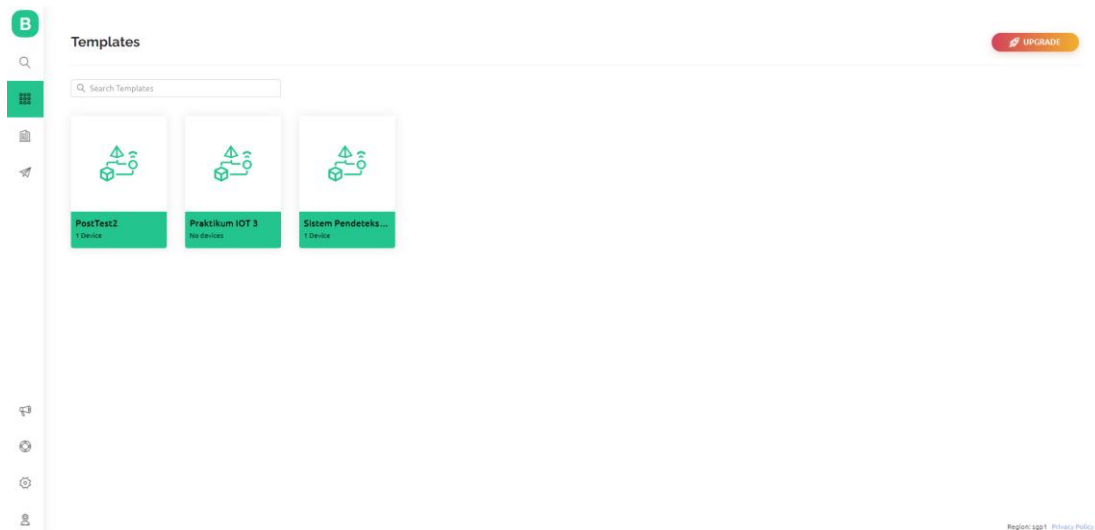 B
Templates
UPGRADE
Search Templates
PostTest2
1 Device
Praktikum IOT 3
No devices
Sistem Pendeteks...
1 Device
Region: sgp1 Privacy Policy